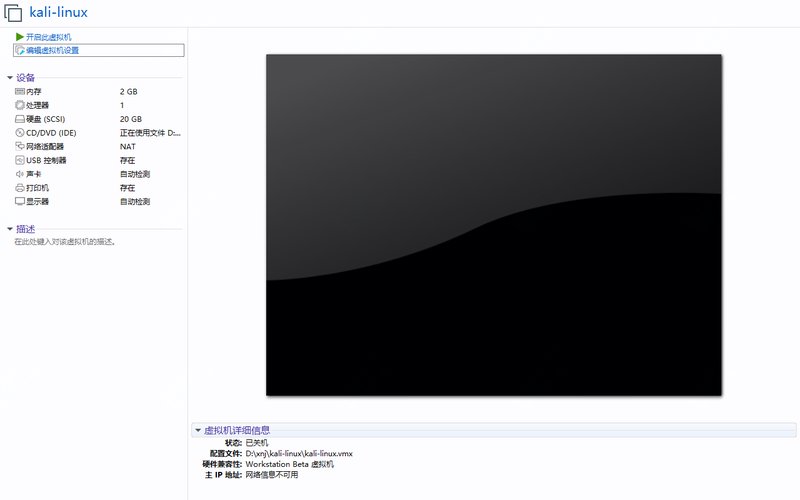 kali-linux
开启此虚拟机
编辑虚拟机设置
设备
内存 2 GB
处理器 1
硬盘 (SCSI) 20 GB
CD/DVD (IDE) 正在使用文件 D:...
网络适配器 NAT
USB 控制器 存在
声卡 自动检测
打印机 存在
显示器 自动检测
描述
在此处键入对该虚拟机的描述。
虚拟机详细信息
状态: 已关机
配置文件: D:\xnj\kali-linux\kali-linux.vmx
硬件兼容性: Workstation Beta 虚拟机
主 IP 地址: 网络信息不可用